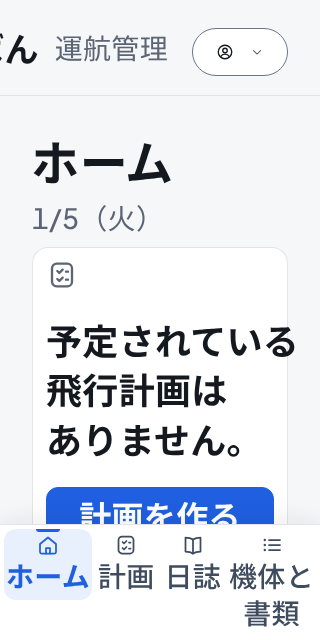 ん 運航管理
ホーム
1/5（火）
予定されている
飛行計画は
ありません。
計画を作る
ホーム 計画 日誌 機体と
書類